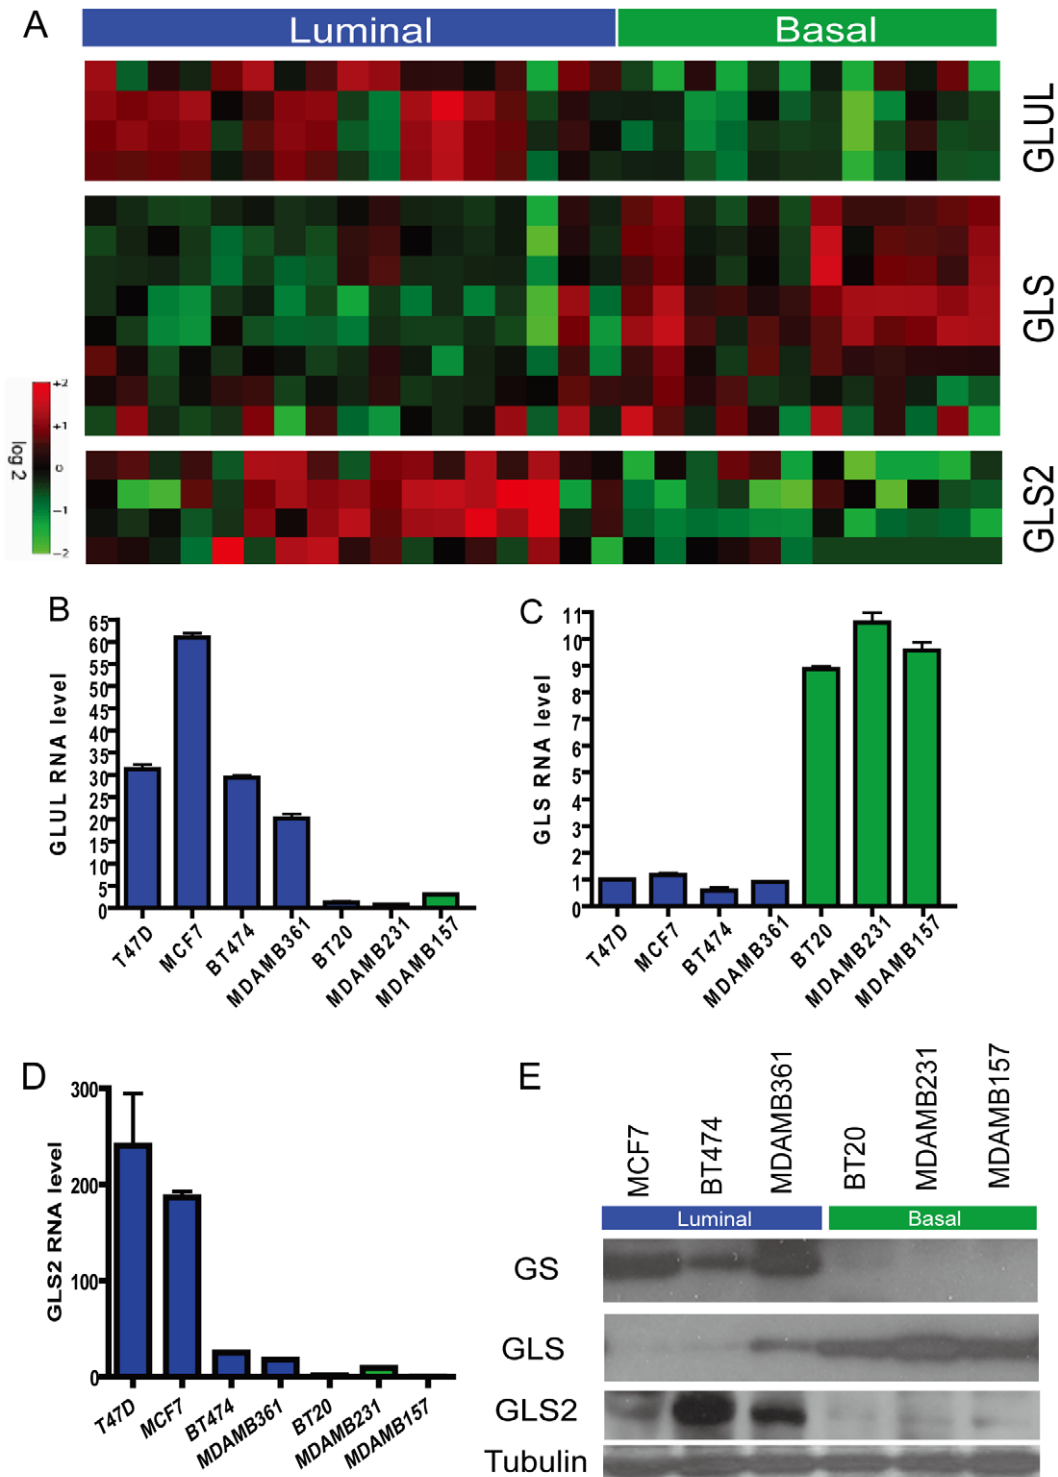 A
Luminal
Basal
GLUL
GLS
GLS2
+2
+1
0
−1
−2
log 2
B
GLUL RNA level
65
60
55
50
45
40
35
30
25
20
15
10
5
0
T47D
MCF7
BT474
MDAMB361
BT20
MDAMB231
MDAMB157
C
GLS RNA level
11
10
9
8
7
6
5
4
3
2
1
0
T47D
MCF7
BT474
MDAMB361
BT20
MDAMB231
MDAMB157
D
GLS2 RNA level
300
200
100
0
T47D
MCF7
BT474
MDAMB361
BT20
MDAMB231
MDAMB157
E
MCF7
BT474
MDAMB361
BT20
MDAMB231
MDAMB157
Luminal
Basal
GS
GLS
GLS2
Tubulin